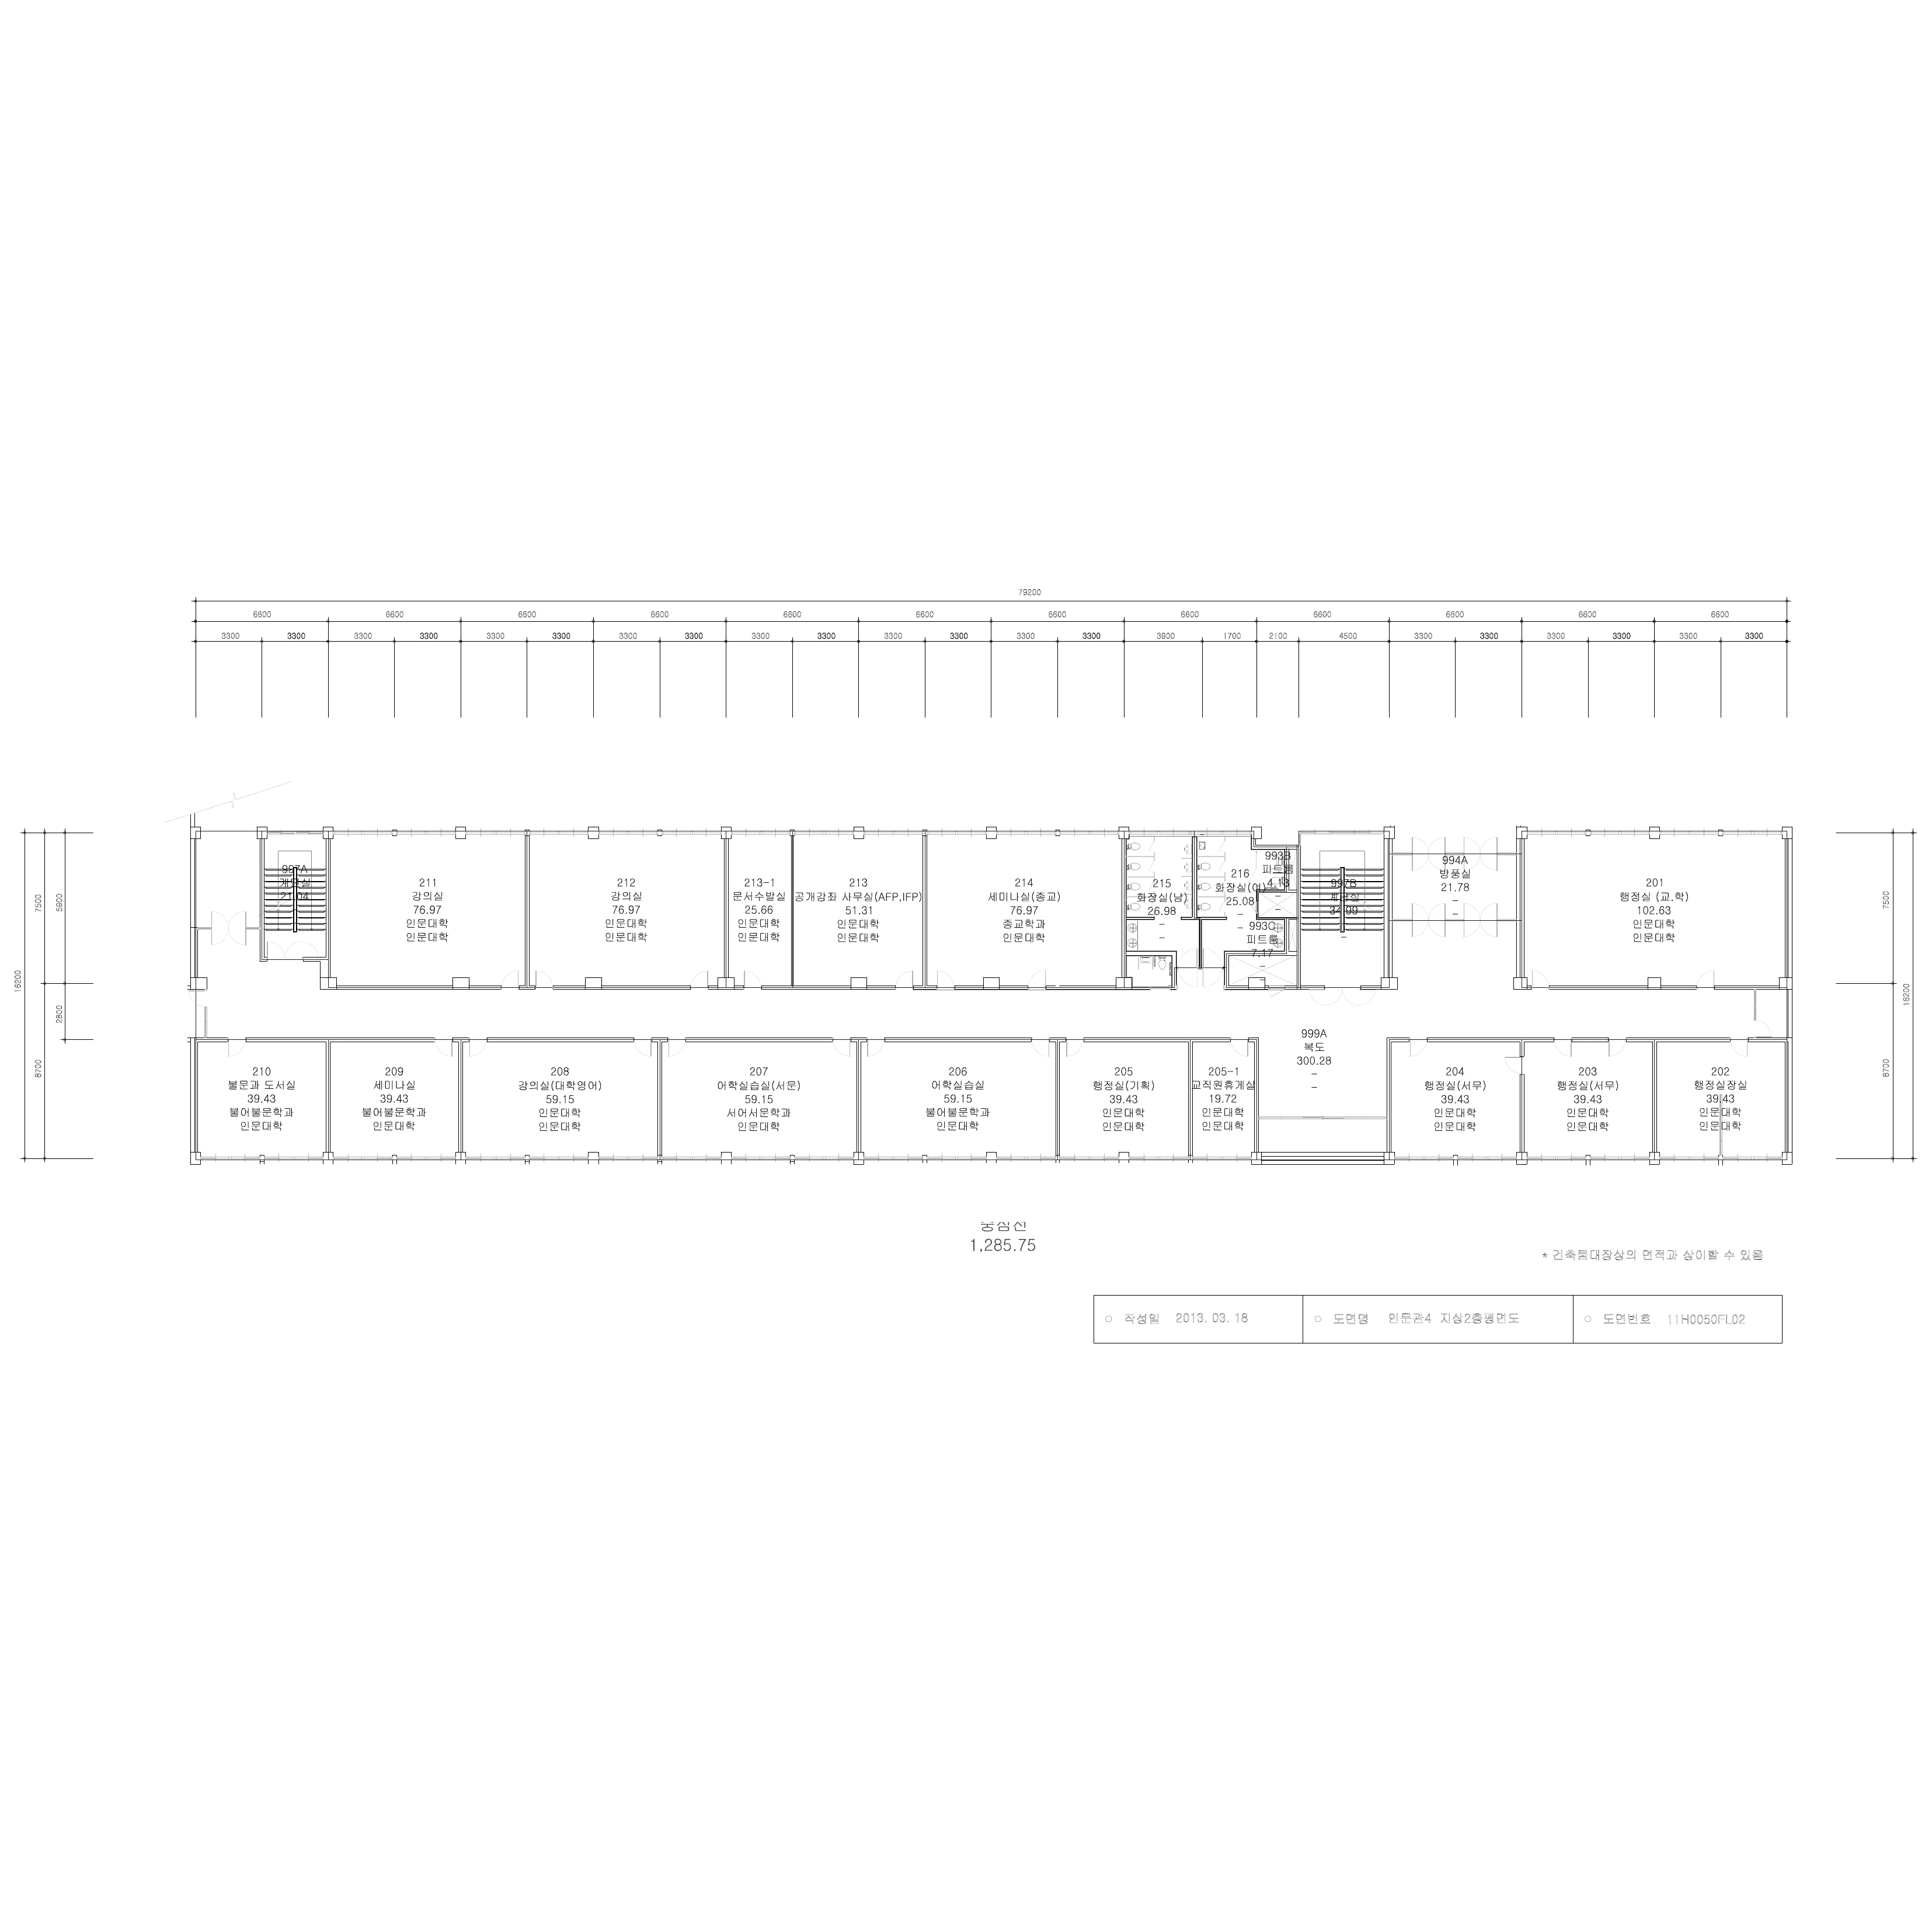 79200
6600 6600 6600 6600 6600 6600 6600 6600 6600 6600 6600 6600
3300 3300 3300 3300 3300 3300 3300 3300 3300 3300 3300 3300 3300 3300 3900 1700 2100 4500 3300 3300 3300 3300 3300 3300
16200
7500
8700
5900
2800
997A
계단실
21.04
211
강의실
76.97
인문대학
인문대학
212
강의실
76.97
인문대학
인문대학
213-1
문서수발실
25.66
인문대학
인문대학
213
공개강좌 사무실(AFP,IFP)
51.31
인문대학
인문대학
214
세미나실(종교)
76.97
종교학과
인문대학
215
화장실(남)
26.98
–
–
216
화장실(여)
25.08
–
–
993B
피트룸
4.13
–
–
993C
피트룸
7.17
–
–
997B
계단실
34.09
–
–
994A
방풍실
21.78
–
–
201
행정실 (교.학)
102.63
인문대학
인문대학
7500
8700
16200
999A
복도
300.28
–
–
210
불문과 도서실
39.43
불어불문학과
인문대학
209
세미나실
39.43
불어불문학과
인문대학
208
강의실(대학영어)
59.15
인문대학
인문대학
207
어학실습실(서문)
59.15
서어서문학과
인문대학
206
어학실습실
59.15
불어불문학과
인문대학
205
행정실(기획)
39.43
인문대학
인문대학
205-1
교직원휴게실
19.72
인문대학
인문대학
204
행정실(서무)
39.43
인문대학
인문대학
203
행정실(서무)
39.43
인문대학
인문대학
202
행정실장실
39.43
인문대학
인문대학
중심선
1,285.75
* 건축물대장상의 면적과 상이할 수 있음
○ 작성일 2013. 03. 18
○ 도면명 인문관4 지상2층평면도
○ 도면번호 11H0050FL02